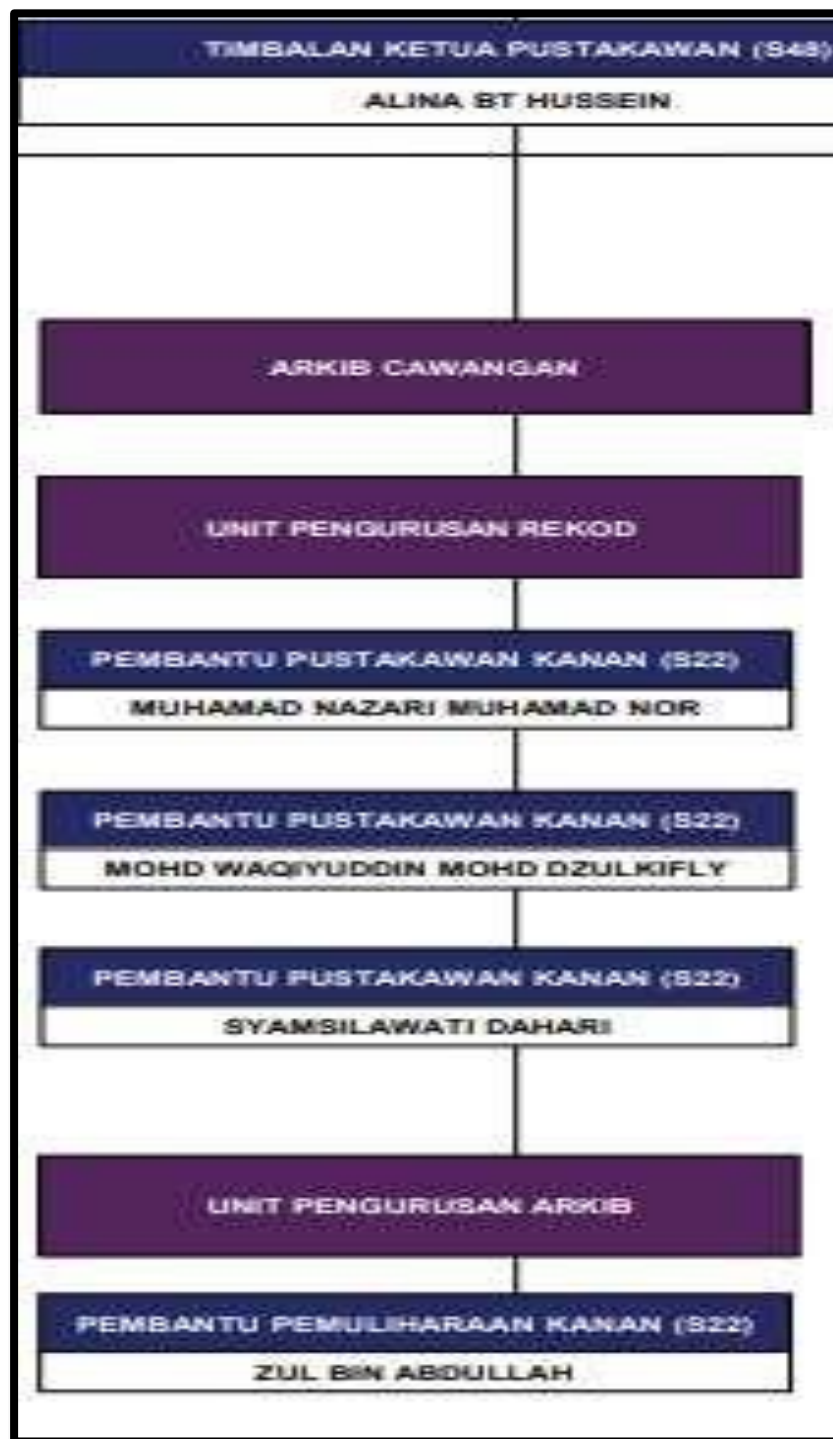 TIMBALAN KETUA PUSTAKAWAN (S48)
ALINA BT HUSSEIN
ARKIB CAWANGAN
UNIT PENGURUSAN REKOD
PEMBANTU PUSTAKAWAN KANAN (S22)
MUHAMAD NAZARI MUHAMAD NOR
PEMBANTU PUSTAKAWAN KANAN (S22)
MOHD WAQIYUDDIN MOHD DZULKIFLY
PEMBANTU PUSTAKAWAN KANAN (S22)
SYAMSILAWATI DAHARI
UNIT PENGURUSAN ARKIB
PEMBANTU PEMULIHARAAN KANAN (S22)
ZUL BIN ABDULLAH